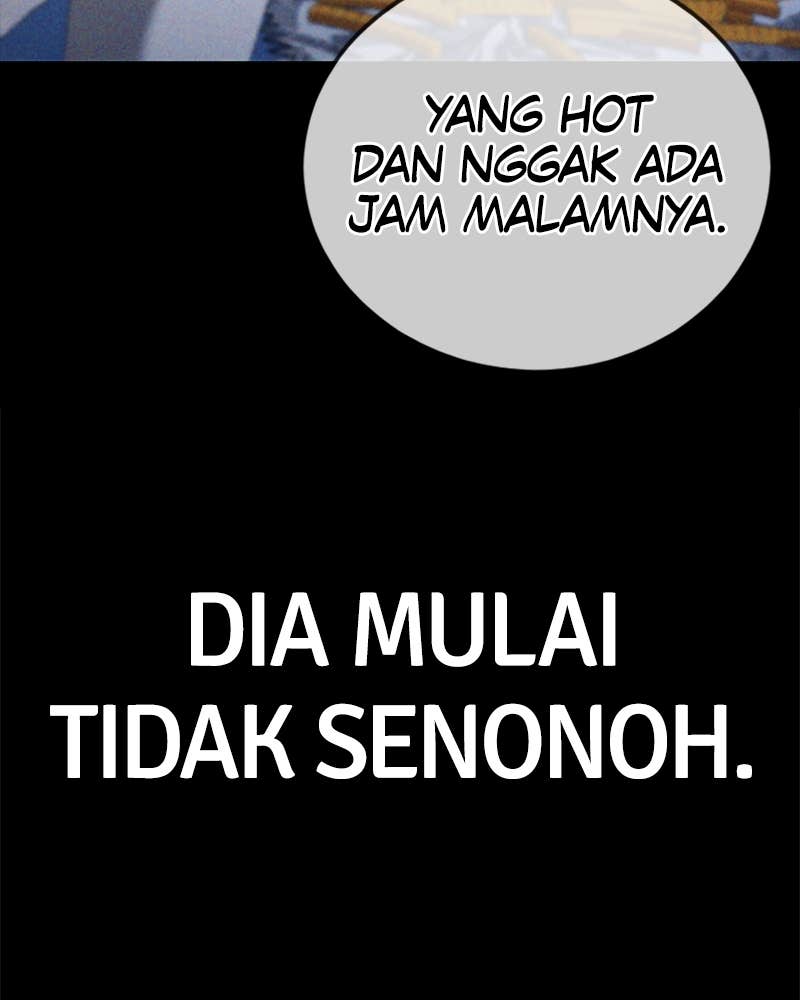 YANG HOT
DAN NGGAK ADA
JAM MALAMNYA.
DIA MULAI
TIDAK SENONOH.